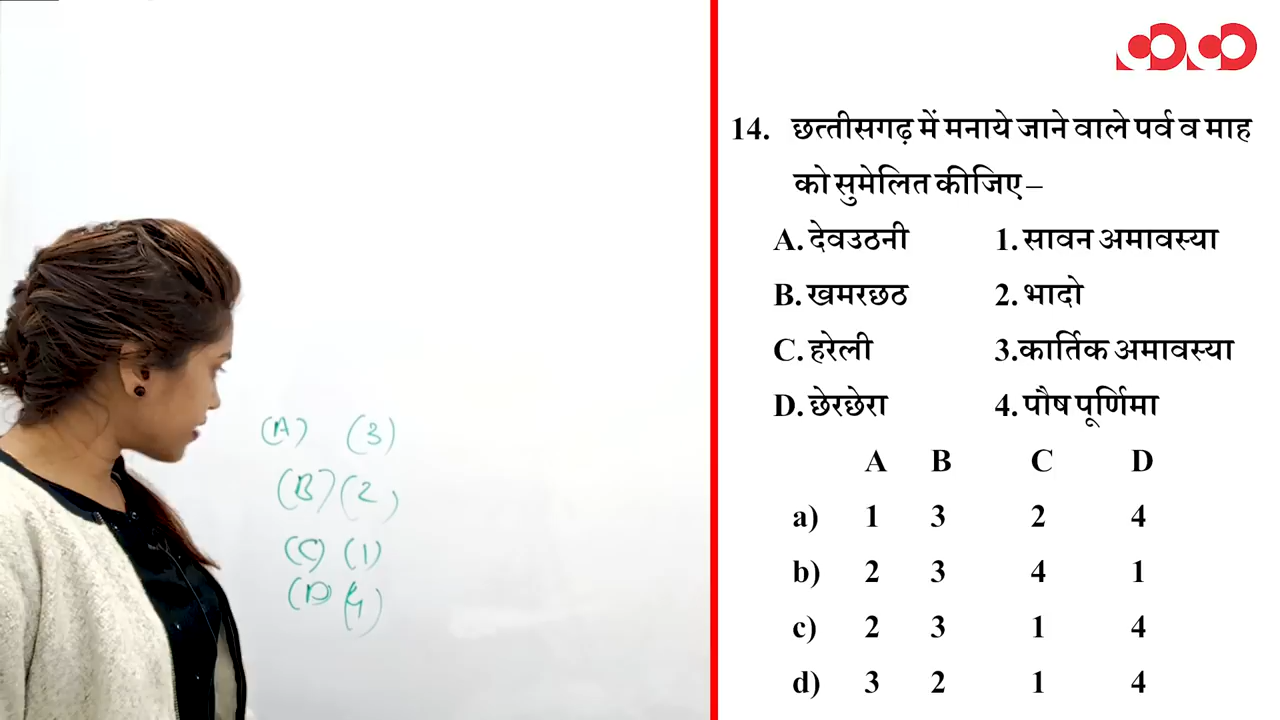 (A) (3)
(B) (2)
(C) (1)
(D) (4)
14. छत्तीसगढ़ में मनाये जाने वाले पर्व व माह
को सुमेलित कीजिए –
A. देवउठनी 1. सावन अमावस्या
B. खमरछठ 2. भादो
C. हरेली 3.कार्तिक अमावस्या
D. छेरछेरा 4. पौष पूर्णिमा
A B C D
a) 1 3 2 4
b) 2 3 4 1
c) 2 3 1 4
d) 3 2 1 4